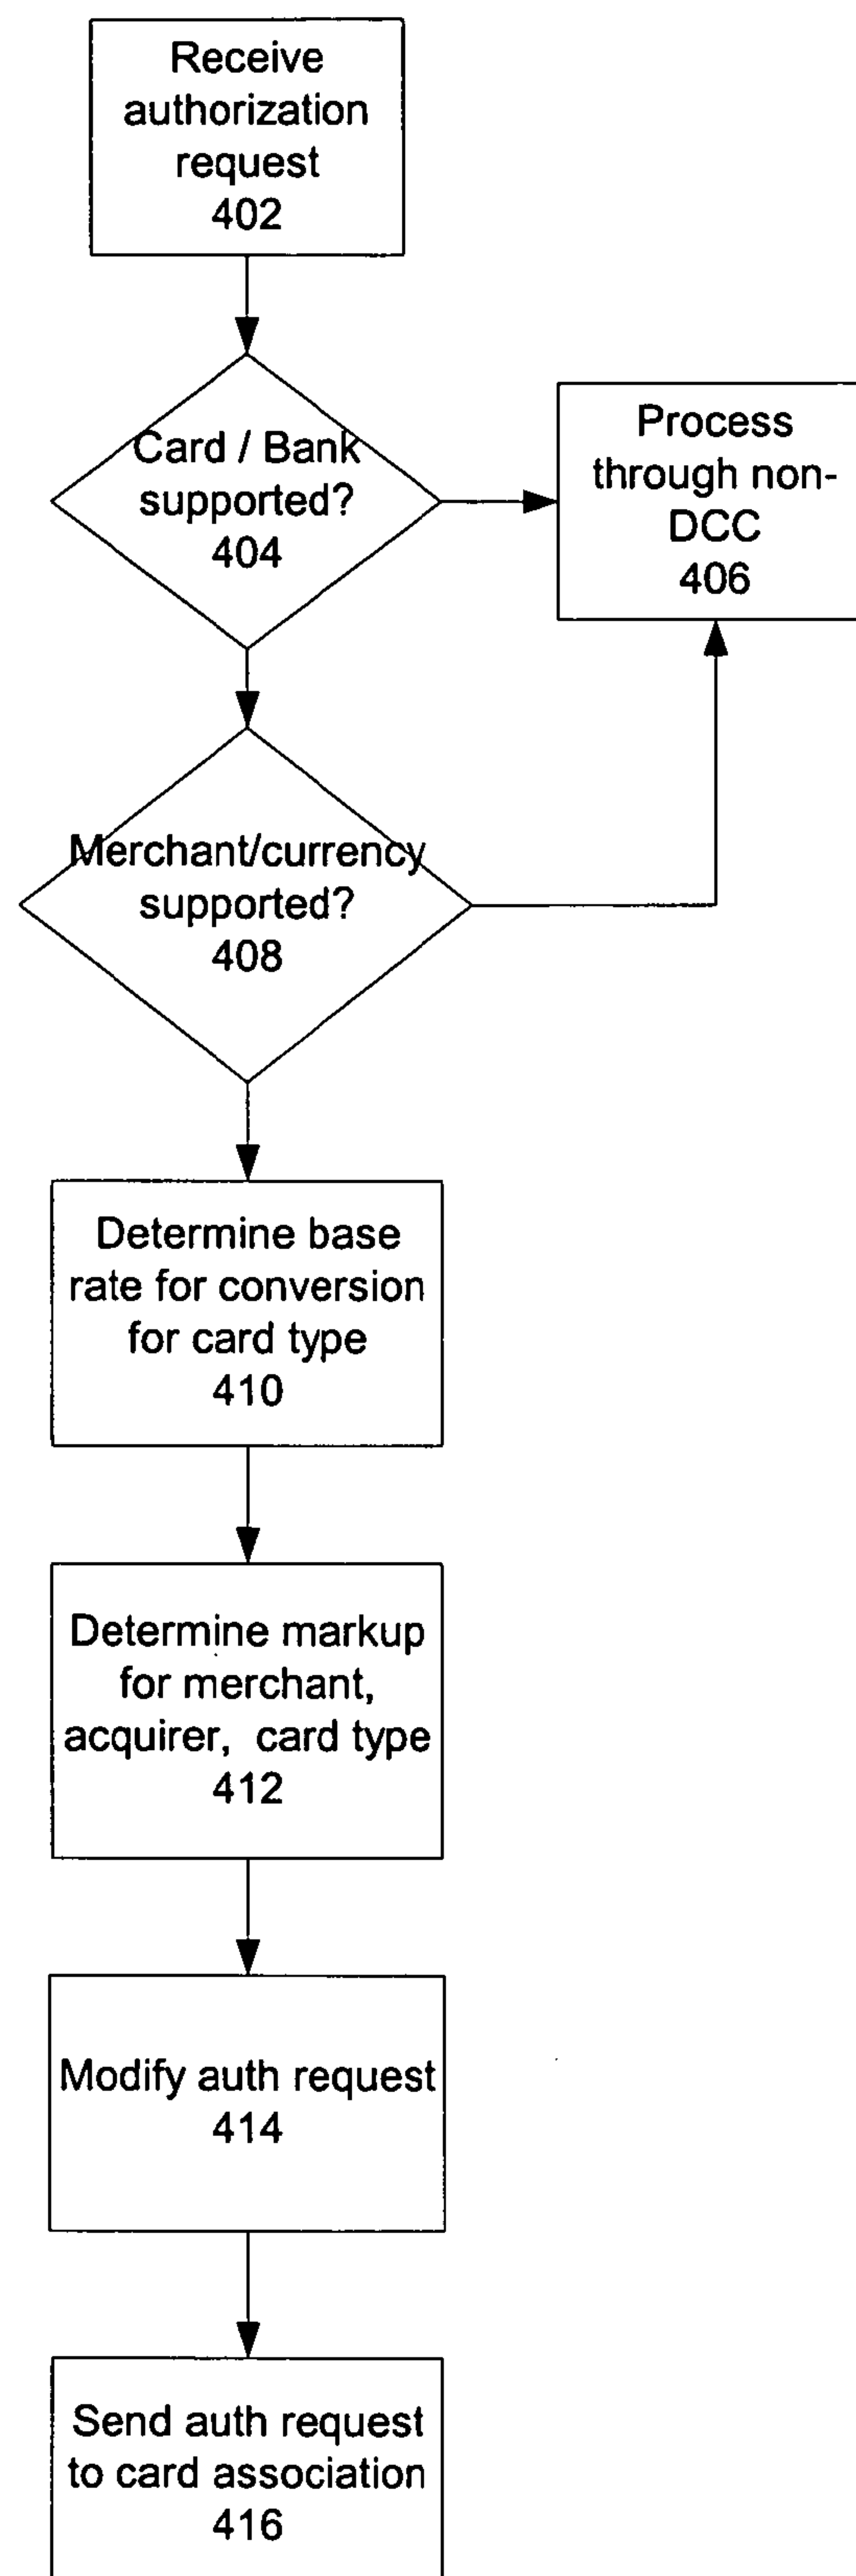 Receive
authorization
request
402
Card / Bank
supported?
404
Process
through non-
DCC
406
Merchant/currency
supported?
408
Determine base
rate for conversion
for card type
410
Determine markup
for merchant,
acquirer, card type
412
Modify auth request
414
Send auth request
to card association
416